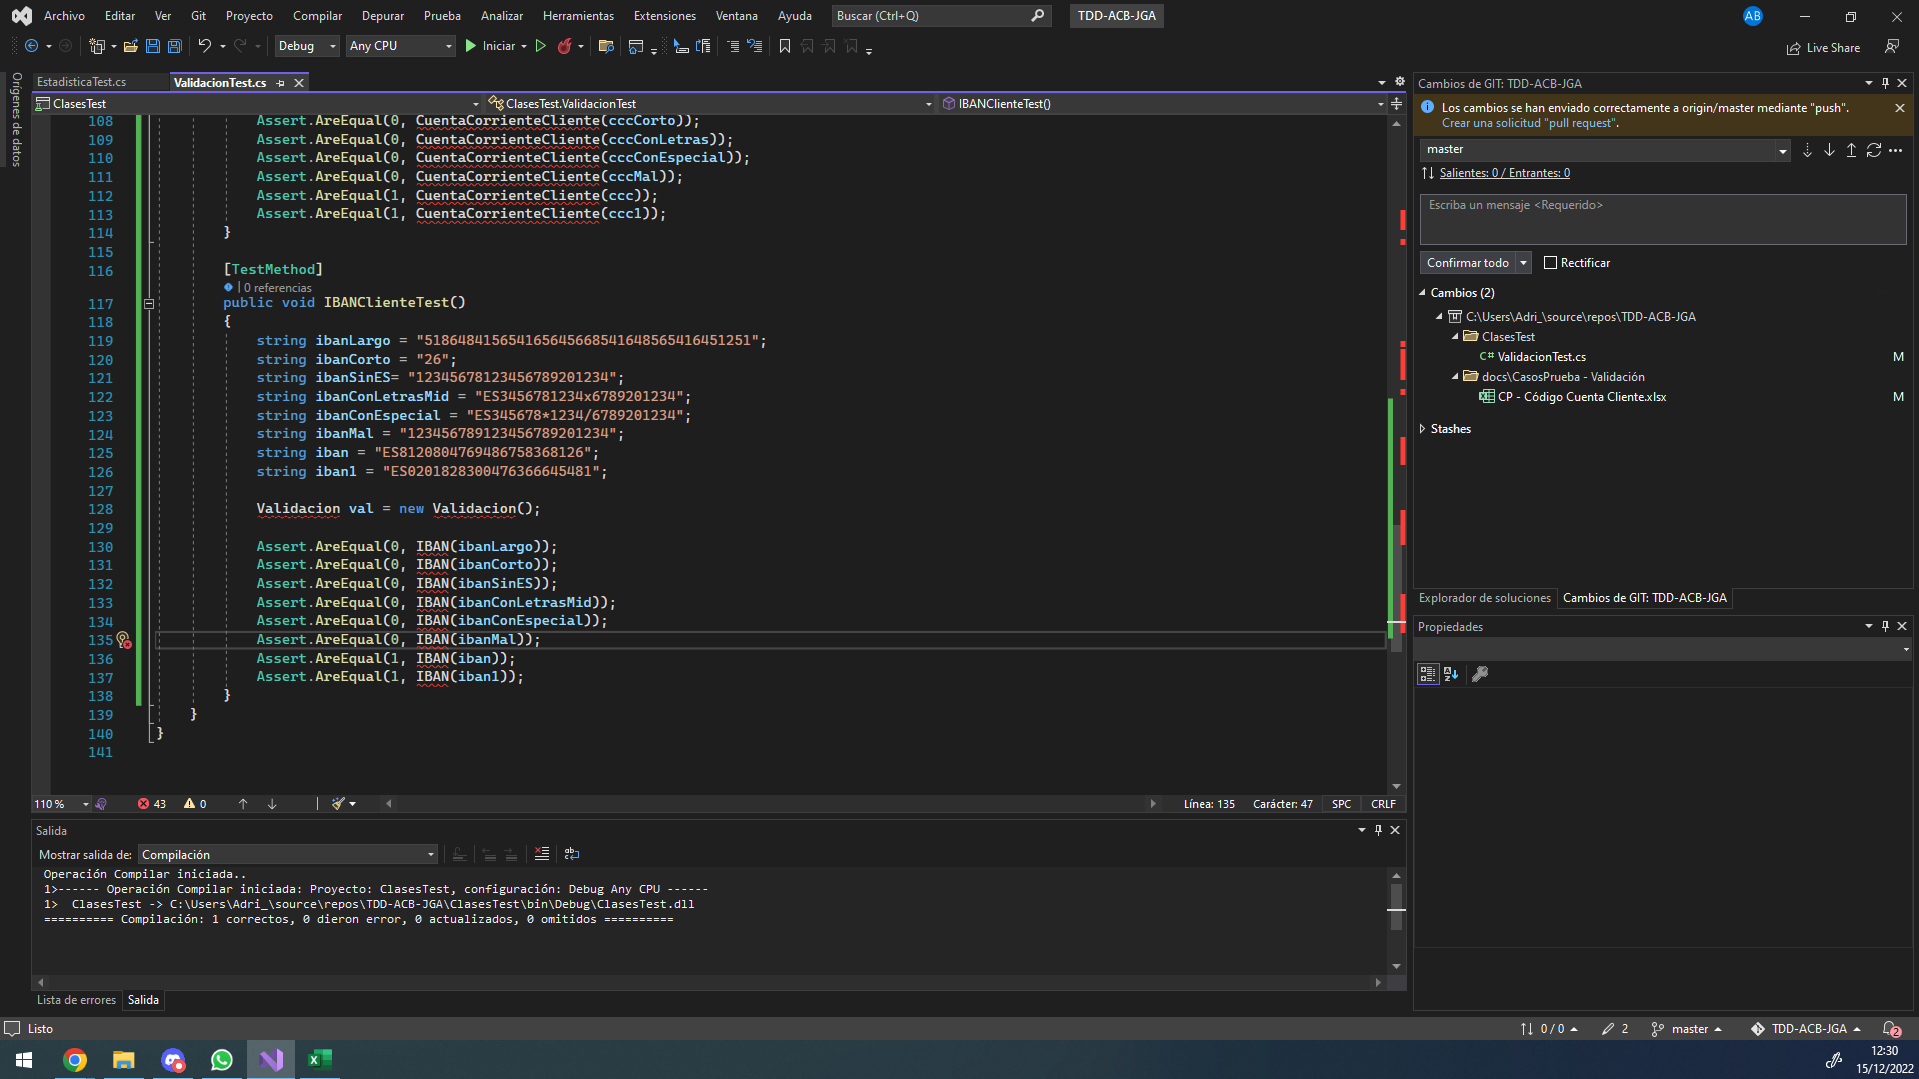 Archivo Editar Ver Git Proyecto Compilar Depurar Prueba Analizar Herramientas Extensiones Ventana Ayuda Buscar (Ctrl+Q) TDD-ACB-JGA AB
Debug Any CPU Iniciar Live Share
Orígenes de datos
EstadisticaTest.cs ValidacionTest.cs
ClasesTest ClasesTest.ValidacionTest IBANClienteTest()
108 Assert.AreEqual(0, CuentaCorrienteCliente(cccCorto));
109 Assert.AreEqual(0, CuentaCorrienteCliente(cccConLetras));
110 Assert.AreEqual(0, CuentaCorrienteCliente(cccConEspecial));
111 Assert.AreEqual(0, CuentaCorrienteCliente(cccMal));
112 Assert.AreEqual(1, CuentaCorrienteCliente(ccc));
113 Assert.AreEqual(1, CuentaCorrienteCliente(ccc1));
114 }
115
116 [TestMethod]
0 referencias
117 public void IBANClienteTest()
118 {
119 string ibanLargo = "518648415654165645668541648565416451251";
120 string ibanCorto = "26";
121 string ibanSinES= "12345678123456789201234";
122 string ibanConLetrasMid = "ES3456781234x6789201234";
123 string ibanConEspecial = "ES345678*1234/6789201234";
124 string ibanMal = "123456789123456789201234";
125 string iban = "ES8120804769486758368126";
126 string iban1 = "ES0201828300476366645481";
127
128 Validacion val = new Validacion();
129
130 Assert.AreEqual(0, IBAN(ibanLargo));
131 Assert.AreEqual(0, IBAN(ibanCorto));
132 Assert.AreEqual(0, IBAN(ibanSinES));
133 Assert.AreEqual(0, IBAN(ibanConLetrasMid));
134 Assert.AreEqual(0, IBAN(ibanConEspecial));
135 Assert.AreEqual(0, IBAN(ibanMal));
136 Assert.AreEqual(1, IBAN(iban));
137 Assert.AreEqual(1, IBAN(iban1));
138 }
139 }
140 }
141
110 % 43 0 Línea: 135 Carácter: 47 SPC CRLF
Salida
Mostrar salida de: Compilación
Operación Compilar iniciada..
1>------ Operación Compilar iniciada: Proyecto: ClasesTest, configuración: Debug Any CPU ------
1> ClasesTest -> C:\Users\Adri_\source\repos\TDD-ACB-JGA\ClasesTest\bin\Debug\ClasesTest.dll
========== Compilación: 1 correctos, 0 dieron error, 0 actualizados, 0 omitidos ==========
Lista de errores Salida
Cambios de GIT: TDD-ACB-JGA
Los cambios se han enviado correctamente a origin/master mediante "push".
Crear una solicitud "pull request".
master
Salientes: 0 / Entrantes: 0
Escriba un mensaje <Requerido>
Confirmar todo Rectificar
Cambios (2)
C:\Users\Adri_\source\repos\TDD-ACB-JGA
ClasesTest
C# ValidacionTest.cs M
docs\CasosPrueba - Validación
CP - Código Cuenta Cliente.xlsx M
Stashes
Explorador de soluciones Cambios de GIT: TDD-ACB-JGA
Propiedades
Listo 0 / 0 2 master TDD-ACB-JGA 2
12:30
15/12/2022